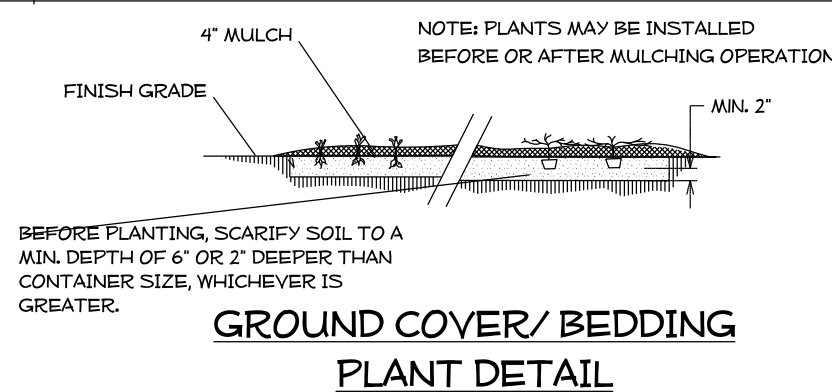 4" MULCH
NOTE: PLANTS MAY BE INSTALLED
BEFORE OR AFTER MULCHING OPERATION
FINISH GRADE
MIN. 2"
BEFORE PLANTING, SCARIFY SOIL TO A
MIN. DEPTH OF 6" OR 2" DEEPER THAN
CONTAINER SIZE, WHICHEVER IS
GREATER.
GROUND COVER/ BEDDING
PLANT DETAIL